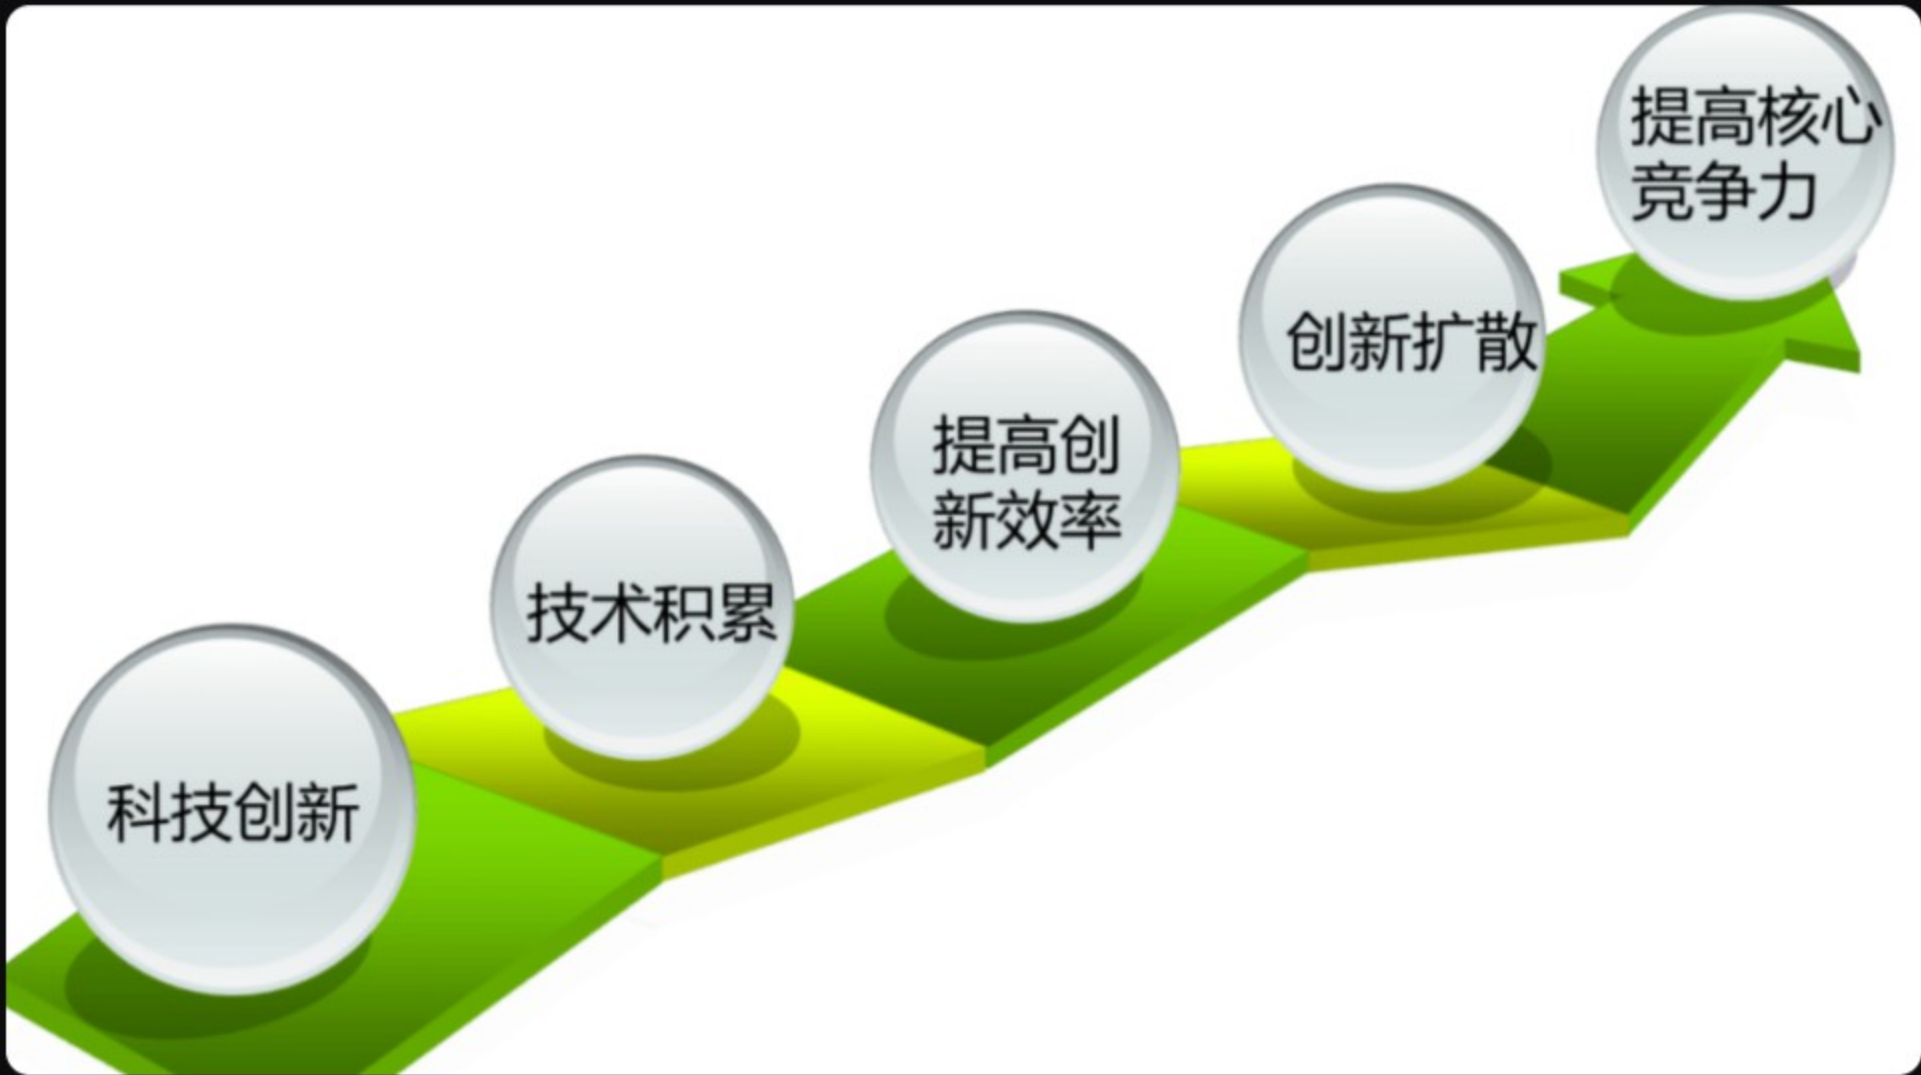 科技创新
技术积累
提高创
新效率
创新扩散
提高核心
竞争力